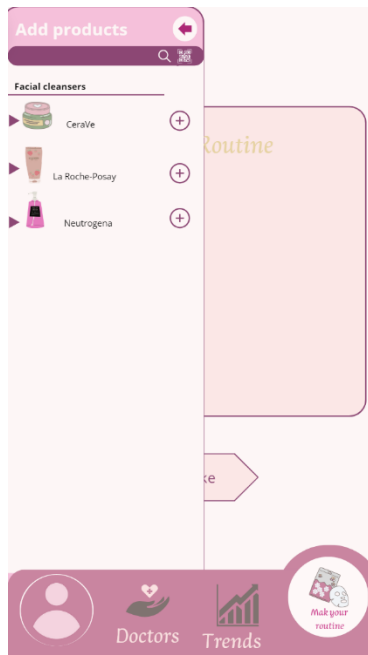 Add products
Facial cleansers
CeraVe
La Roche-Posay
Neutrogena
Routine
ke
Doctors
Trends
Mak your
routine